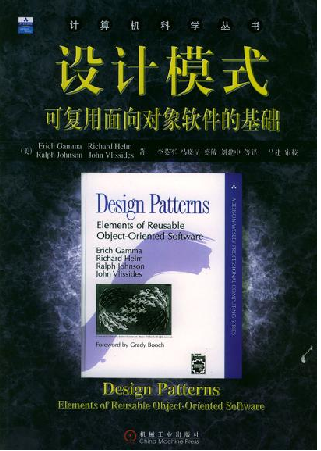 计算机科学丛书
设计模式
可复用面向对象软件的基础
(美) Erich Gamma Richard Helm
Ralph Johnson John Vlissides 著
李英军 马晓星 蔡敏 刘建中 等译
吕建 审校
Design Patterns
Elements of Reusable
Object-Oriented Software
Erich Gamma
Richard Helm
Ralph Johnson
John Vlissides
Foreword by Grady Booch
ADDISON-WESLEY PROFESSIONAL COMPUTING SERIES
Design Patterns
Elements of Reusable Object-Oriented Software
机械工业出版社
China Machine Press